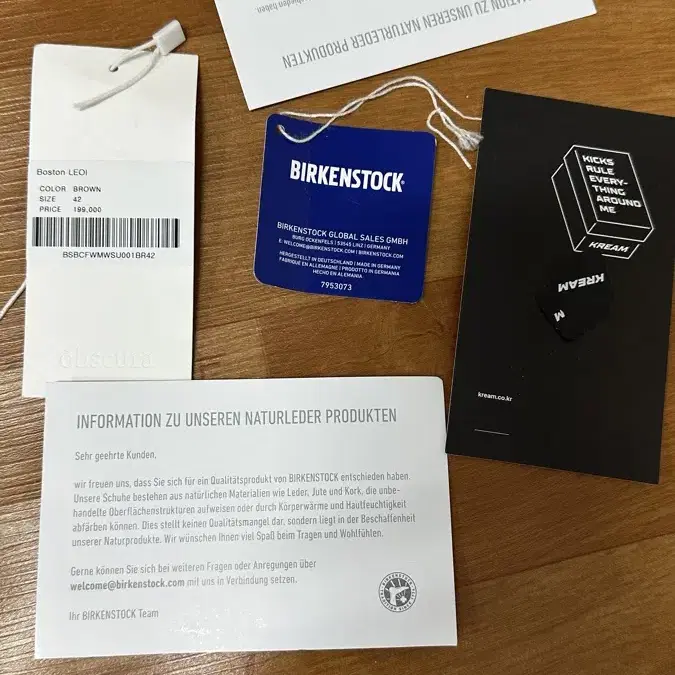 schieden haben.
MATION ZU UNSEREN NATURLEDER PRODUKTEN
Boston LEOI
COLOR BROWN
SIZE 42
PRICE 199,000
BSBCFWMWSU001BR42
obscura
BIRKENSTOCK
BIRKENSTOCK GLOBAL SALES GMBH
BURG OCKENFELS | 53545 LINZ | GERMANY
E: WELCOME@BIRKENSTOCK.COM | BIRKENSTOCK.COM
HERGESTELLT IN DEUTSCHLAND | MADE IN GERMANY
FABRIQUE EN ALLEMAGNE | PRODOTTO IN GERMANIA
HECHO EN ALEMANIA
7953073
KICKS
RULE
EVERY-
THING
AROUND
ME
KREAM
KREAM
M
kream.co.kr
INFORMATION ZU UNSEREN NATURLEDER PRODUKTEN
Sehr geehrte Kunden,
wir freuen uns, dass Sie sich für ein Qualitätsprodukt von BIRKENSTOCK entschieden haben.
Unsere Schuhe bestehen aus natürlichen Materialien wie Leder, Jute und Kork, die unbe-
handelte Oberflächenstrukturen aufweisen oder durch Körperwärme und Hautfeuchtigkeit
abfärben können. Dies stellt keinen Qualitätsmangel dar, sondern liegt in der Beschaffenheit
unserer Naturprodukte. Wir wünschen Ihnen viel Spaß beim Tragen und Wohlfühlen.
Gerne können Sie sich bei weiteren Fragen oder Anregungen über
welcome@birkenstock.com mit uns in Verbindung setzen.
Ihr BIRKENSTOCK Team